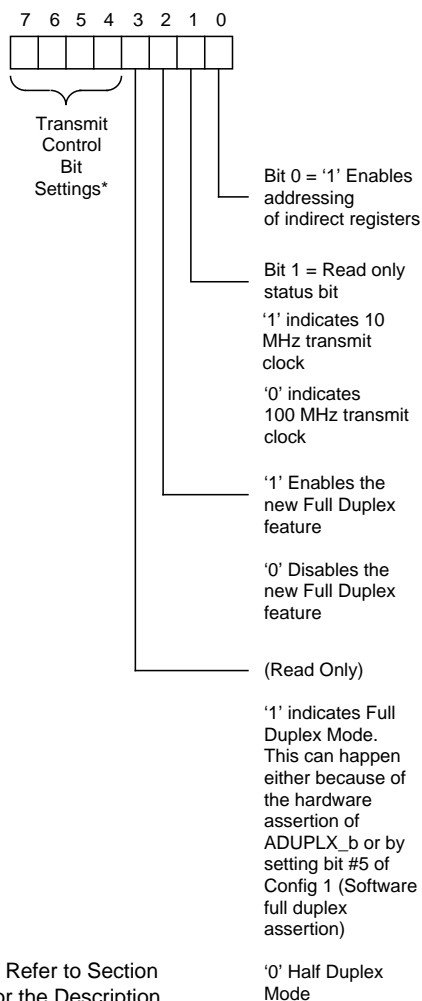 7 6 5 4 3 2 1 0
Transmit
Control
Bit
Settings*
Bit 0 = ‘1’ Enables
addressing
of indirect registers
Bit 1 = Read only
status bit
‘1’ indicates 10
MHz transmit
clock
‘0’ indicates
100 MHz transmit
clock
‘1’ Enables the
new Full Duplex
feature
‘0’ Disables the
new Full Duplex
feature
(Read Only)
‘1’ indicates Full
Duplex Mode.
This can happen
either because of
the hardware
assertion of
ADUPLX_b or by
setting bit #5 of
Config 1 (Software
full duplex
assertion)
‘0’ Half Duplex
Mode
Refer to Section
or the Description